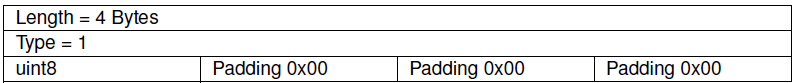 Length = 4 Bytes
Type = 1
uint8 Padding 0x00 Padding 0x00 Padding 0x00